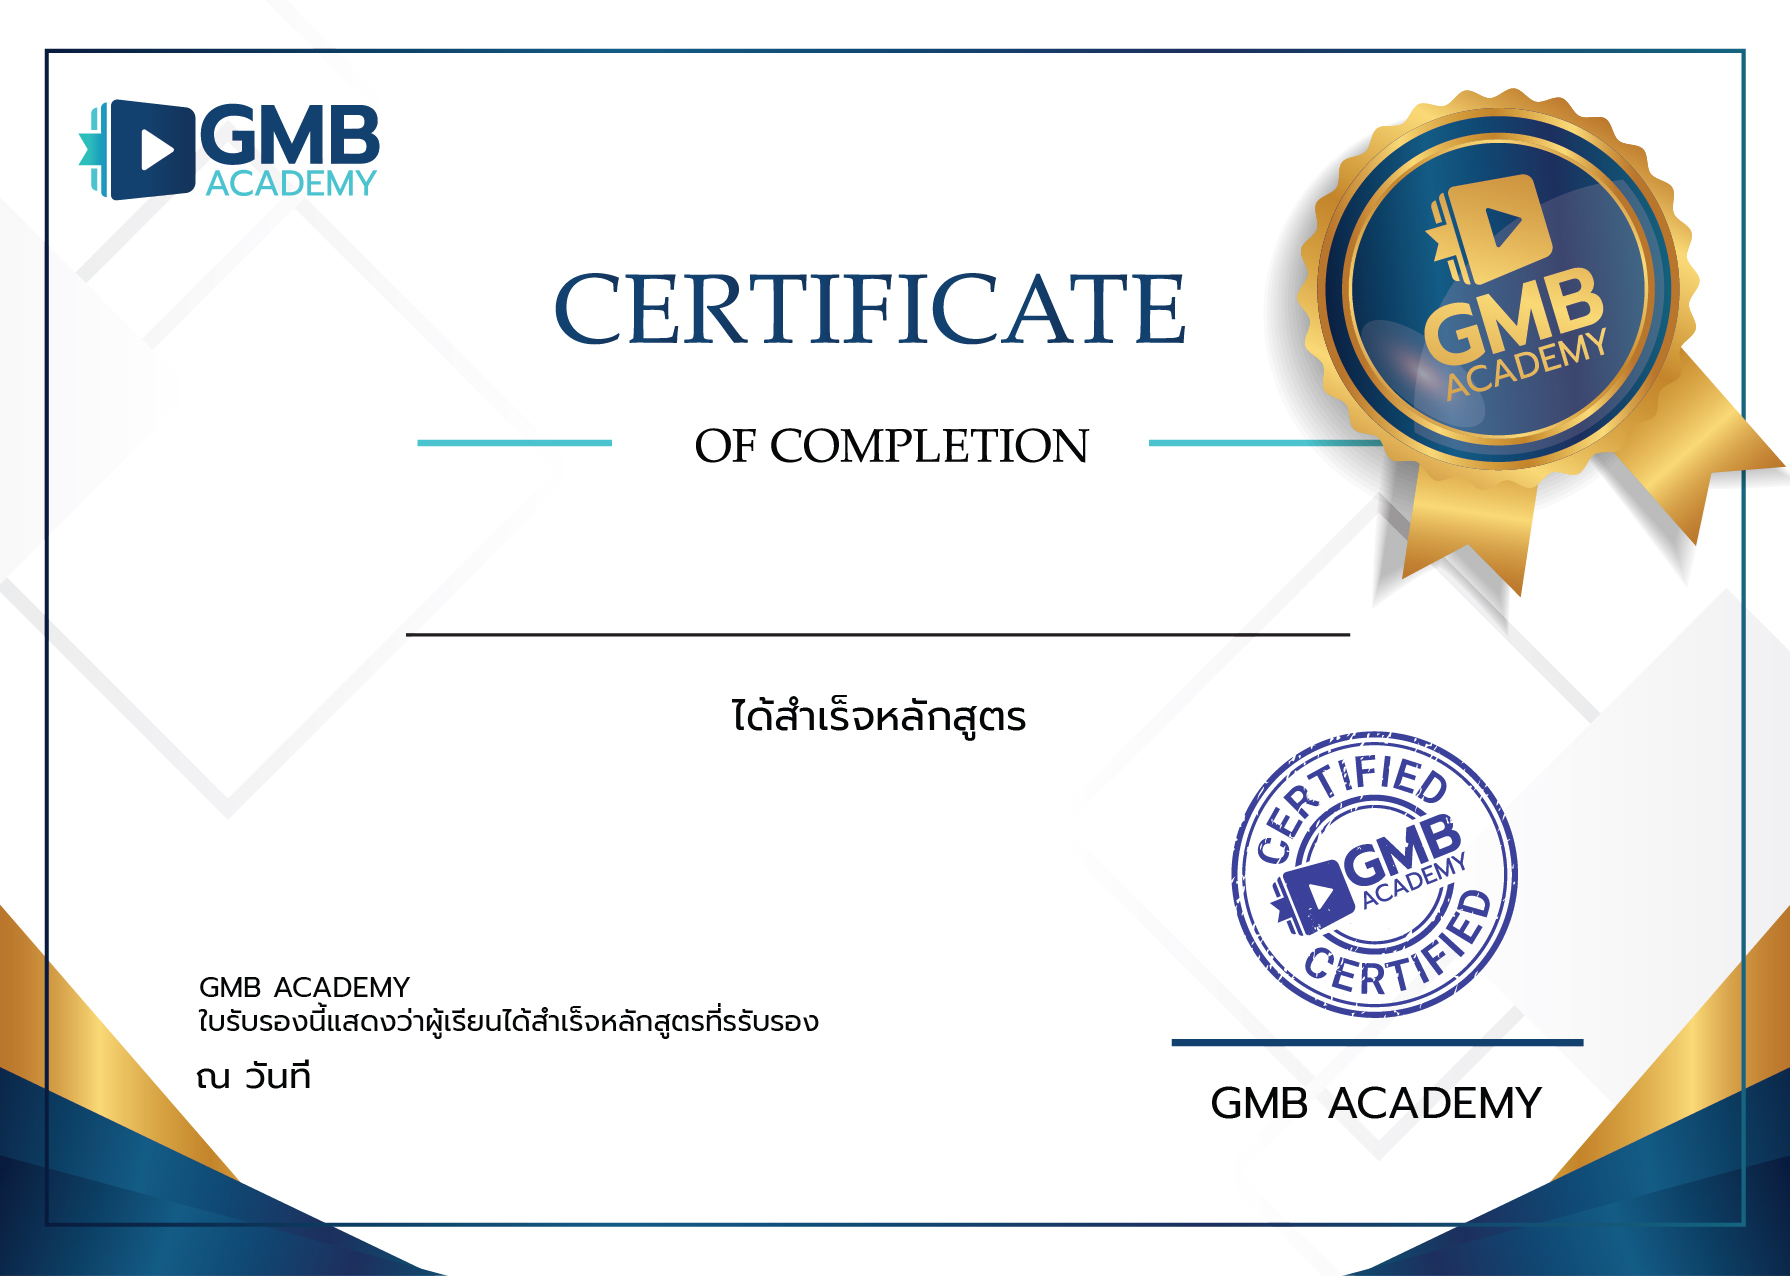 GMB
ACADEMY
GMB
ACADEMY
CERTIFICATE
OF COMPLETION
ได้สำเร็จหลักสูตร
CERTIFIED
GMB
ACADEMY
CERTIFIED
GMB ACADEMY
ใบรับรองนี้แสดงว่าผู้เรียนได้สำเร็จหลักสูตรที่รรับรอง
ณ วันที่
GMB ACADEMY